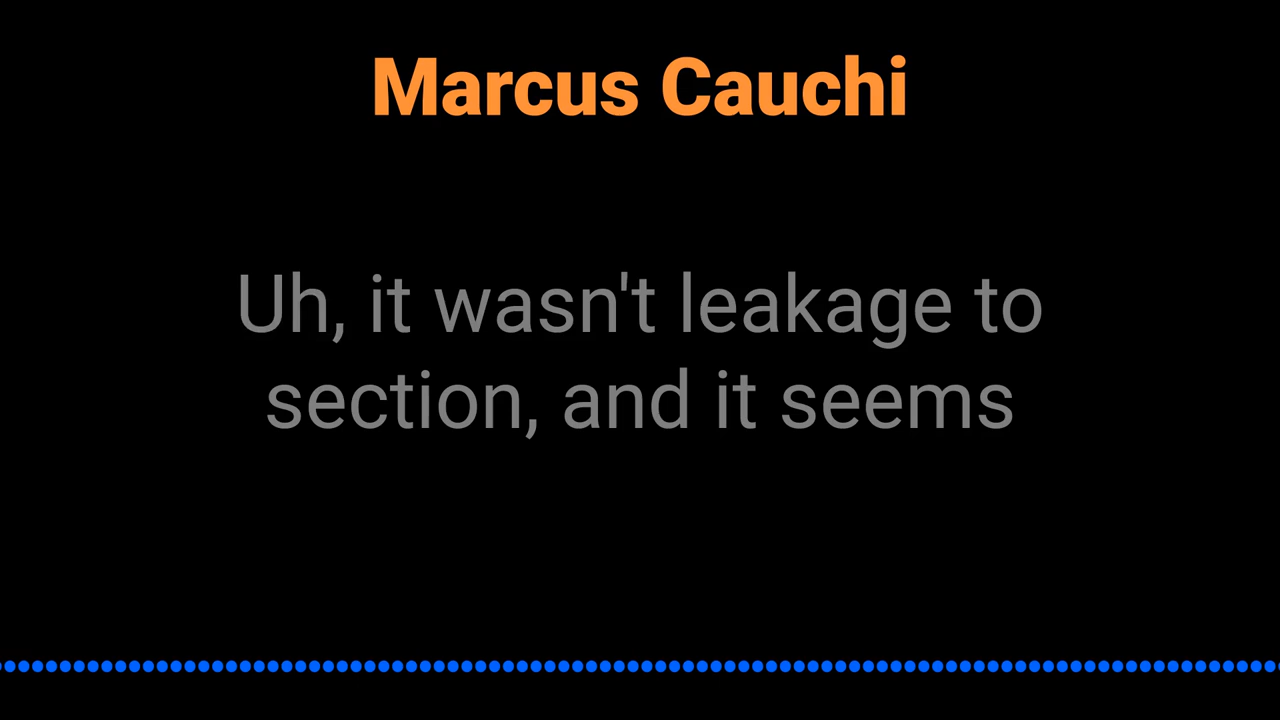 Marcus Cauchi
Uh, it wasn't leakage to
section, and it seems